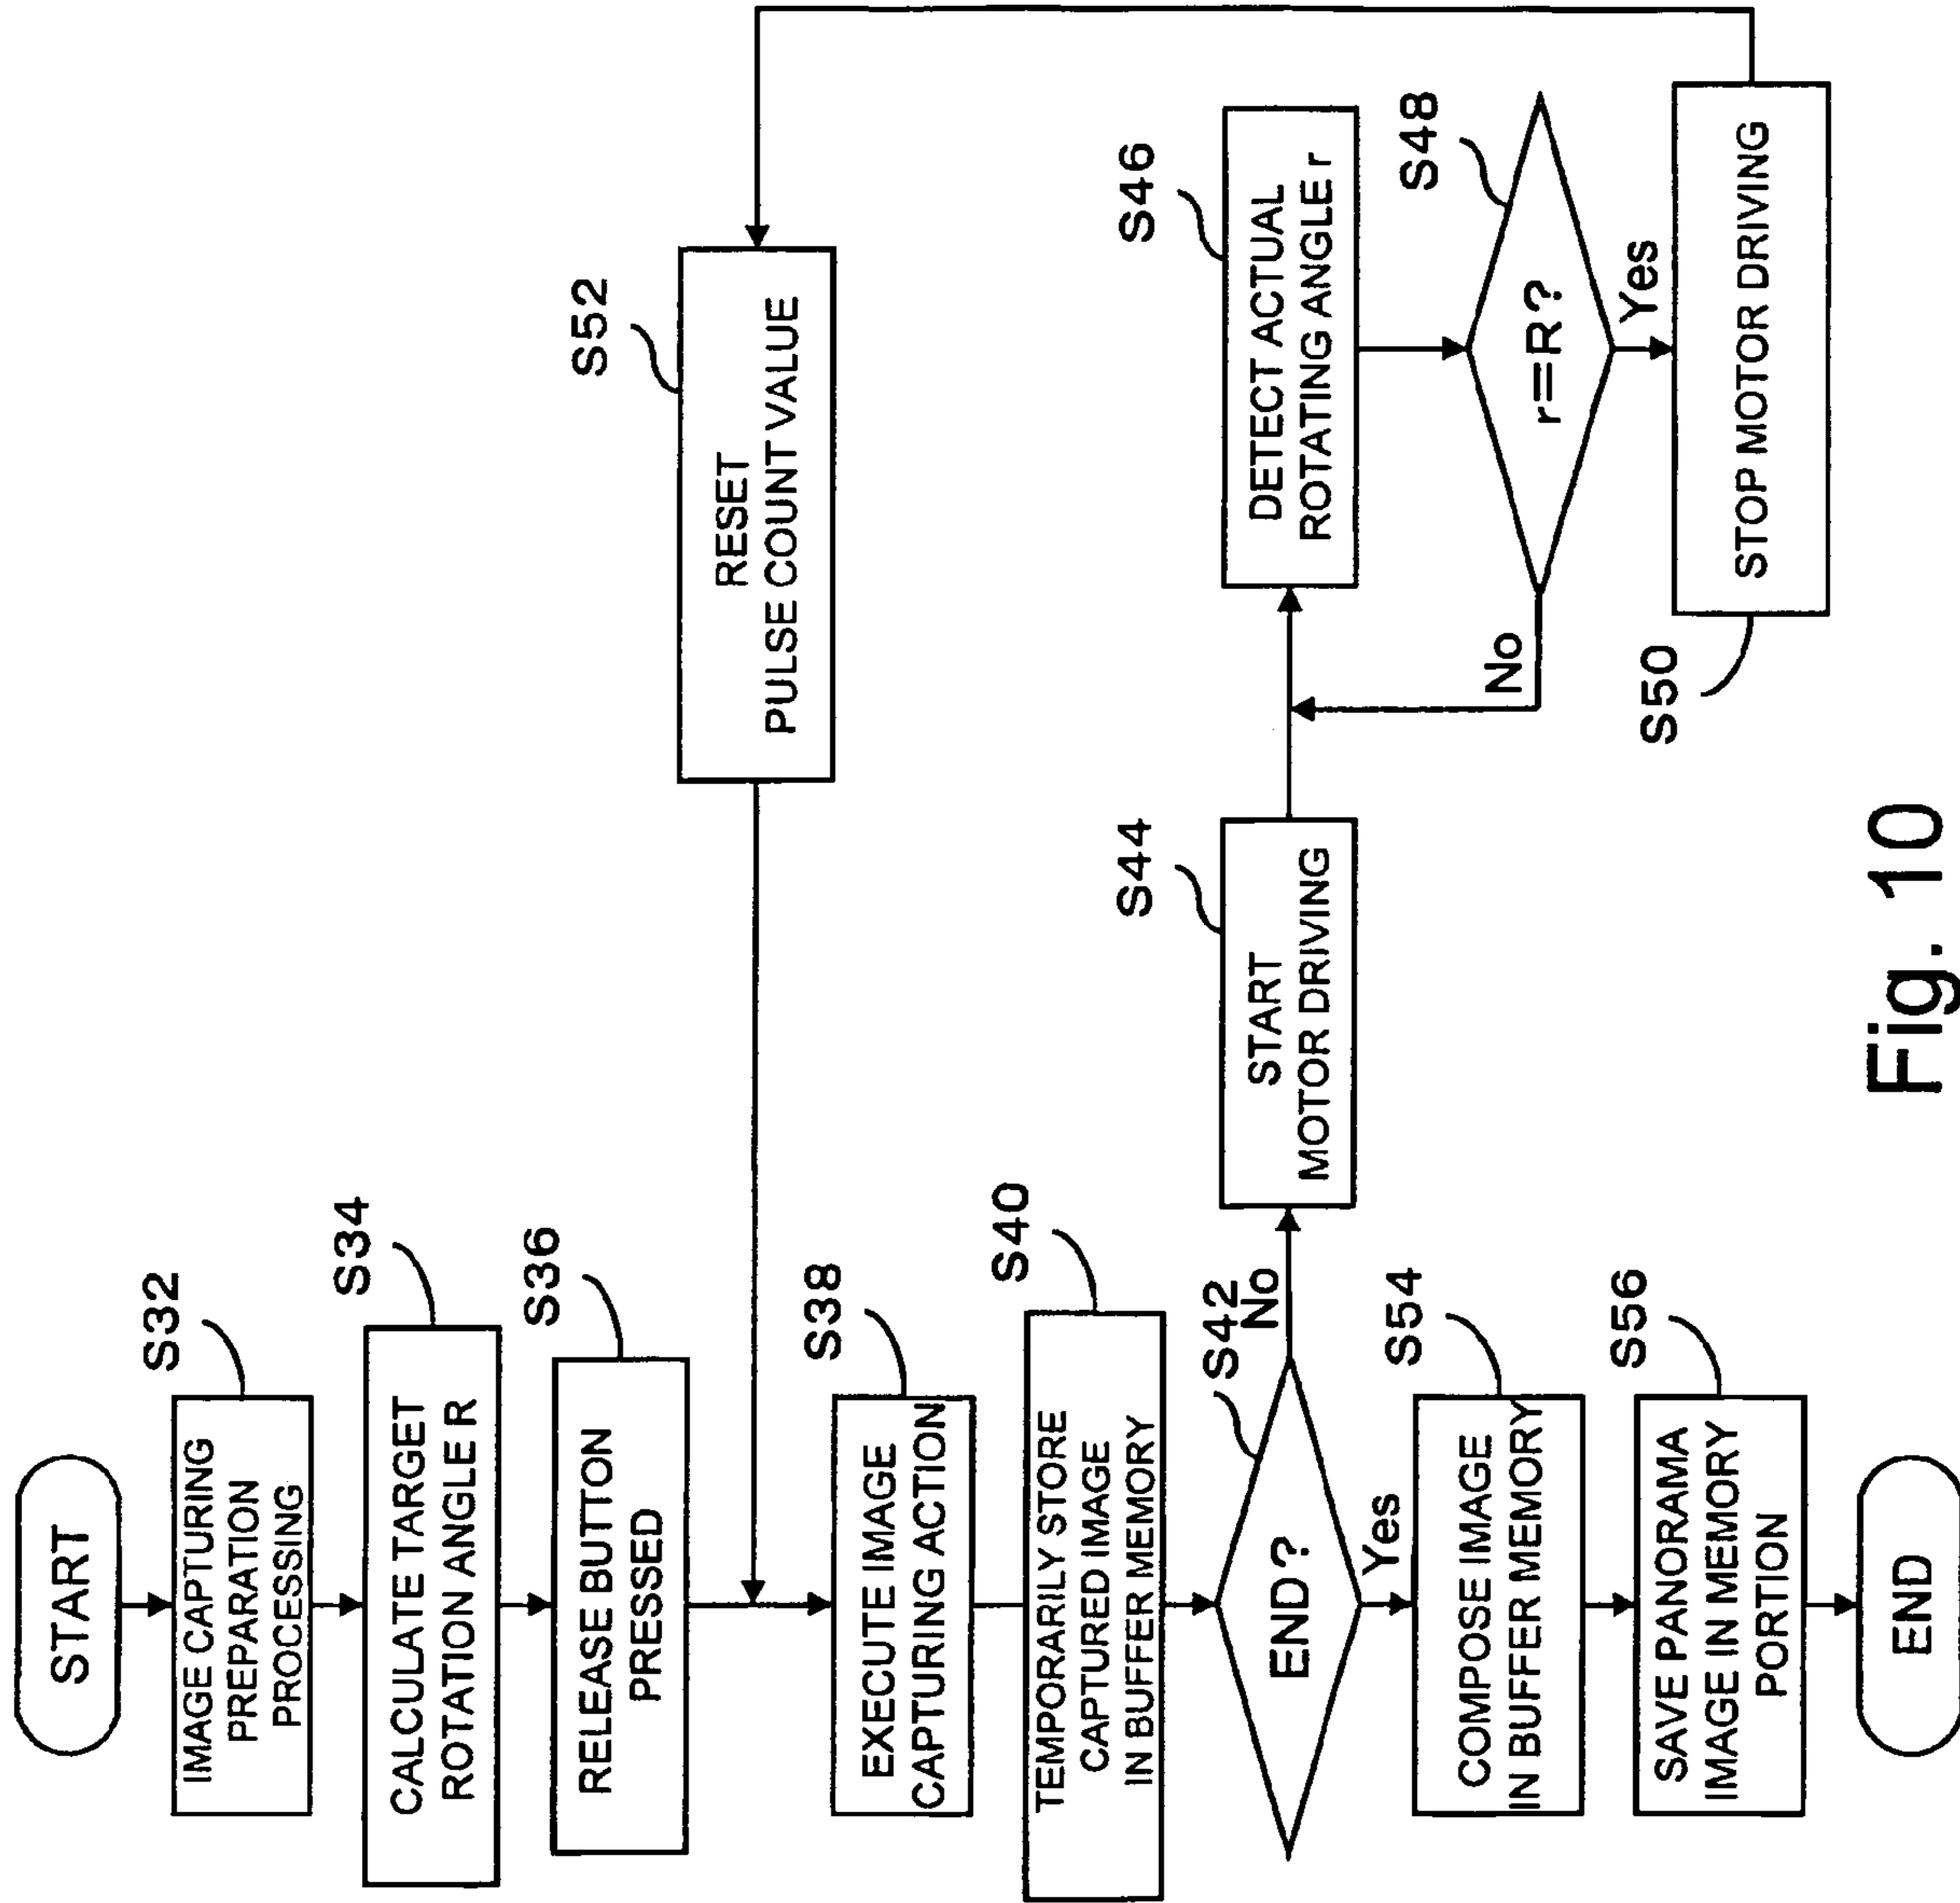 START
S32
IMAGE CAPTURING
PREPARATION
PROCESSING
S34
CALCULATE TARGET
ROTATION ANGLE R
S36
RELEASE BUTTON
PRESSED
S38
EXECUTE IMAGE
CAPTURING ACTION
S40
TEMPORARILY STORE
CAPTURED IMAGE
IN BUFFER MEMORY
S42
END?
No
Yes
S44
START
MOTOR DRIVING
S46
DETECT ACTUAL
ROTATING ANGLE r
S48
r=R?
No
Yes
S50
STOP MOTOR DRIVING
S52
RESET
PULSE COUNT VALUE
S54
COMPOSE IMAGE
IN BUFFER MEMORY
S56
SAVE PANORAMA
IMAGE IN MEMORY
PORTION
END
Fig. 10